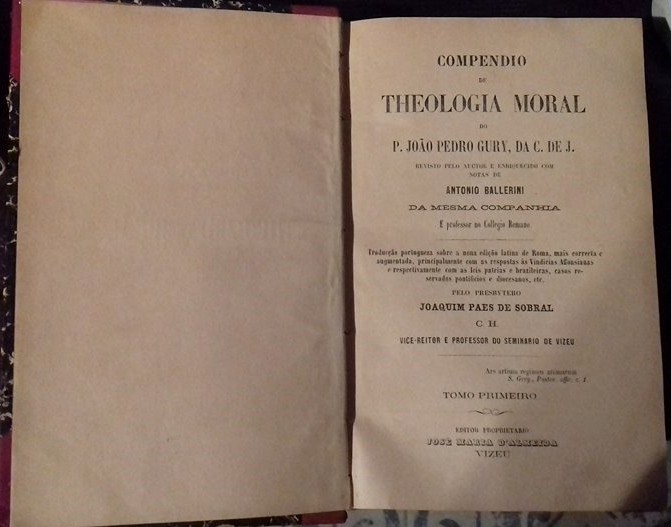 COMPENDIO
DE
THEOLOGIA MORAL
DO
P. JOÃO PEDRO GURY, DA C. DE J.
REVISTO PELO AUCTOR E ENRIQUECIDO COM
NOTAS DE
ANTONIO BALLERINI
DA MESMA COMPANHIA
E professor no Collegio Romano
Traducção portugueza sobre a nona edição latina de Roma, mais correcta e
augmentada, principalmente com as respostas ás Vindicias Affonsianas
e respectivamente com as leis patrias e brazileiras, casos re-
servados pontificios e diocesanos, etc.
PELO PRESBYTERO
JOAQUIM PAES DE SOBRAL
C. H.
VICE-REITOR E PROFESSOR DO SEMINARIO DE VIZEU
Ars artium regimen animarum
S. Greg., Pastor. offic. c. 1
TOMO PRIMEIRO
EDITOR PROPRIETARIO
JOSÉ MARIA D'ALMEIDA
VIZEU